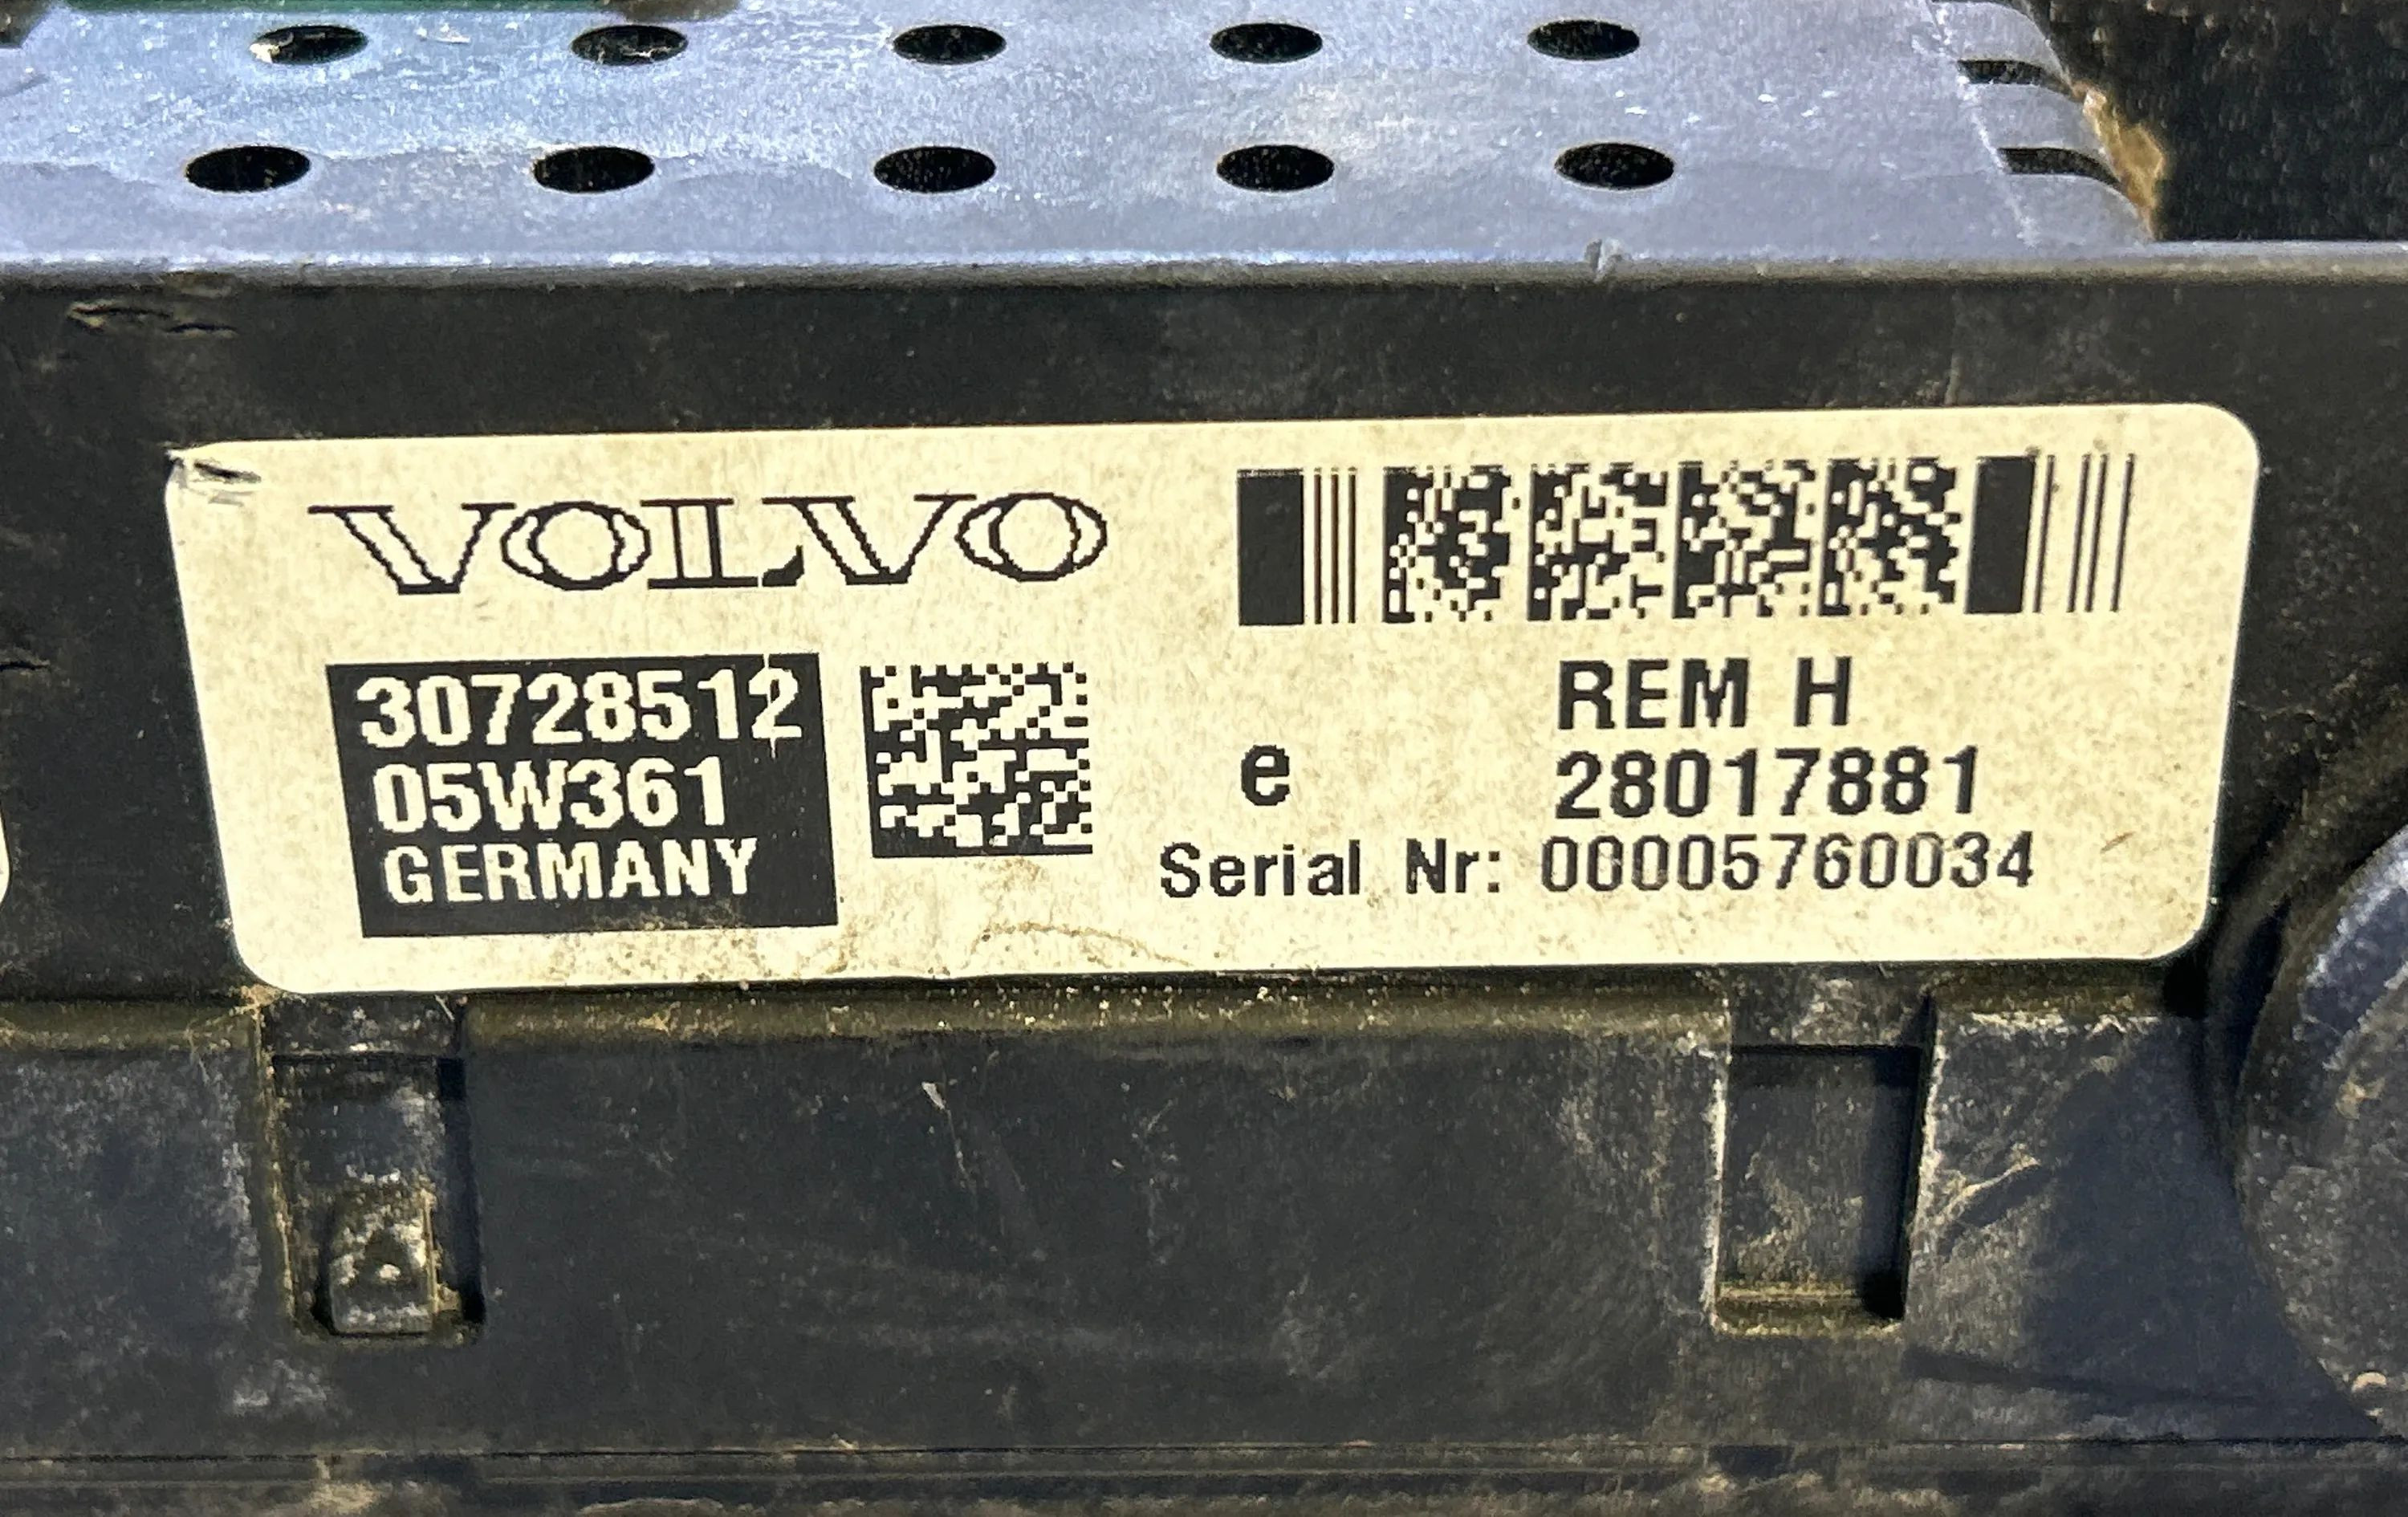 VOLVO
30728512
05W361
GERMANY
REM H
e 28017881
Serial Nr: 00005760034